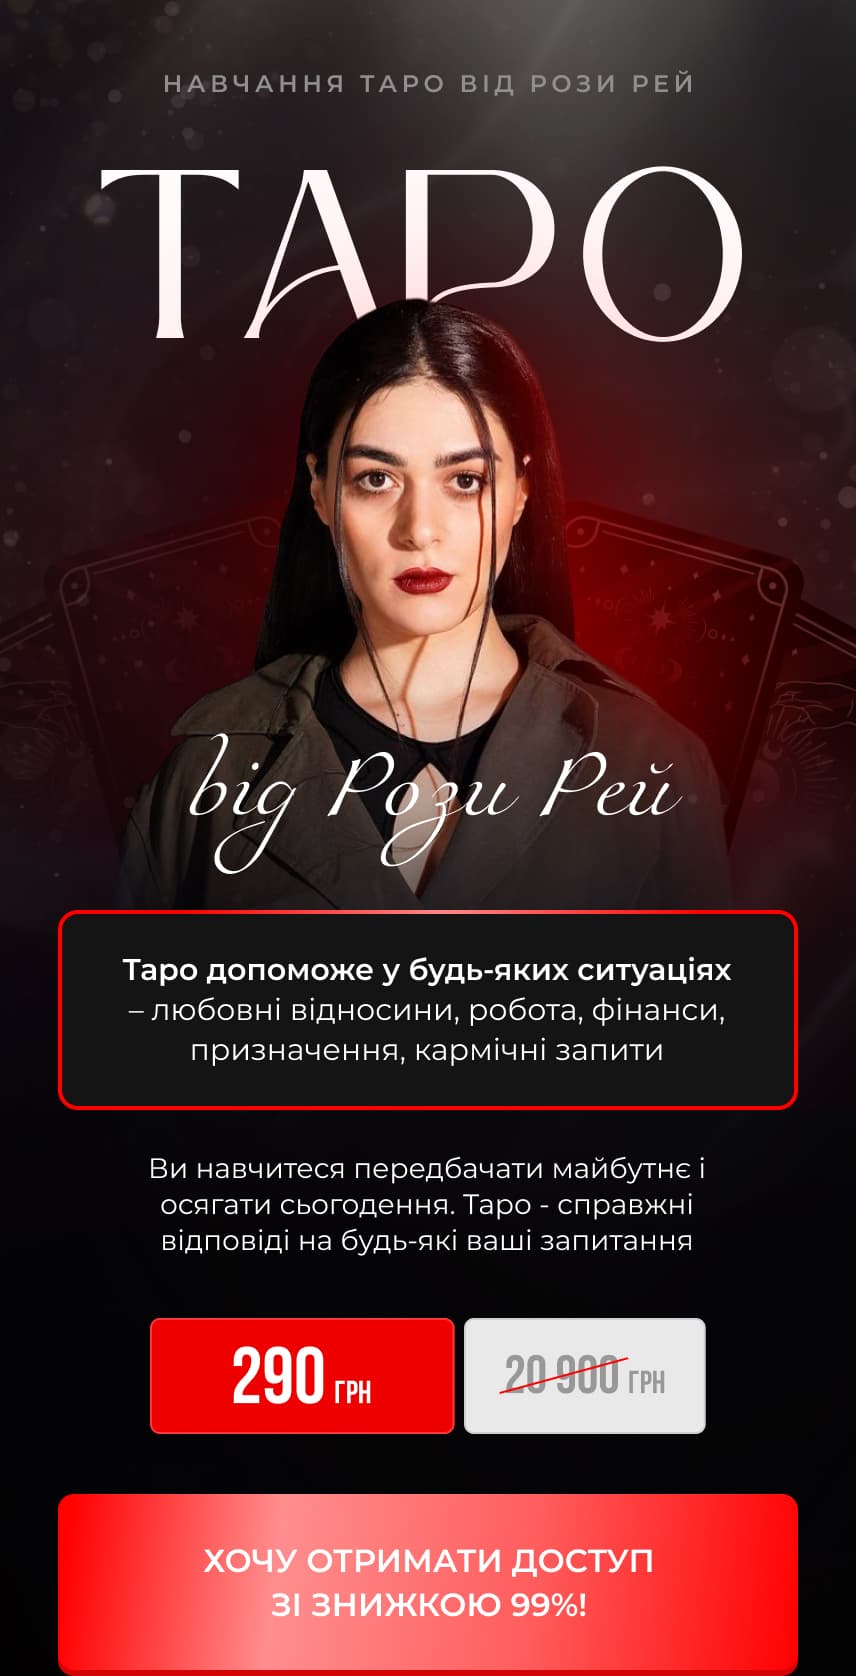 НАВЧАННЯ ТАРО ВІД РОЗИ РЕЙ
ТАРО
від Рози Рей
Таро допоможе у будь-яких ситуаціях
– любовні відносини, робота, фінанси,
призначення, кармічні запити
Ви навчитеся передбачати майбутнє і
осягати сьогодення. Таро - справжні
відповіді на будь-які ваші запитання
290 ГРН
20 900 ГРН
ХОЧУ ОТРИМАТИ ДОСТУП
ЗІ ЗНИЖКОЮ 99%!